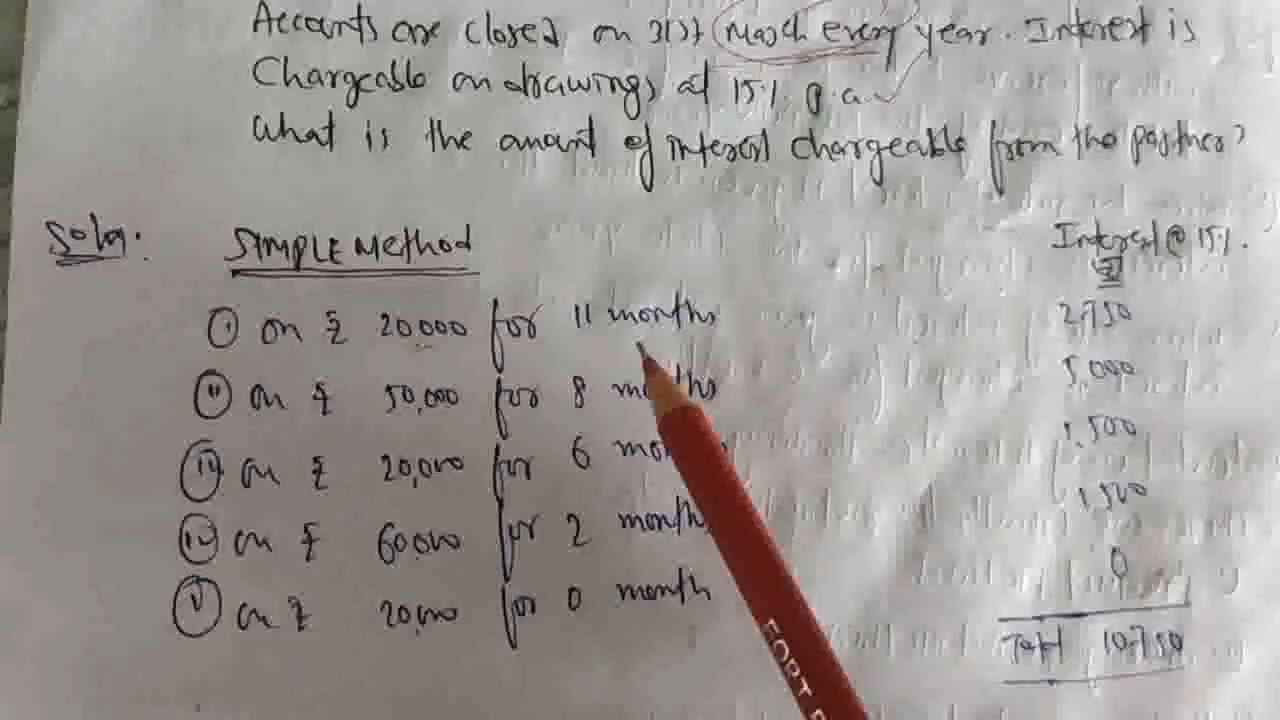 Accounts are closed on 31st March every year. Interest is
Chargeable on drawings at 15% p.a.
What is the amount of interest chargeable from the partner?
Soln:
SIMPLE Method
Interest @ 15%.
(i) on ₹ 20,000 for 11 months 2,750
(ii) on ₹ 50,000 for 8 months 5,000
(iii) on ₹ 20,000 for 6 1,500
(iv) on ₹ 60,000 for 2 months 1,500
(v) on ₹ 20,000 for 0 month 0
Total 10,750
FORT